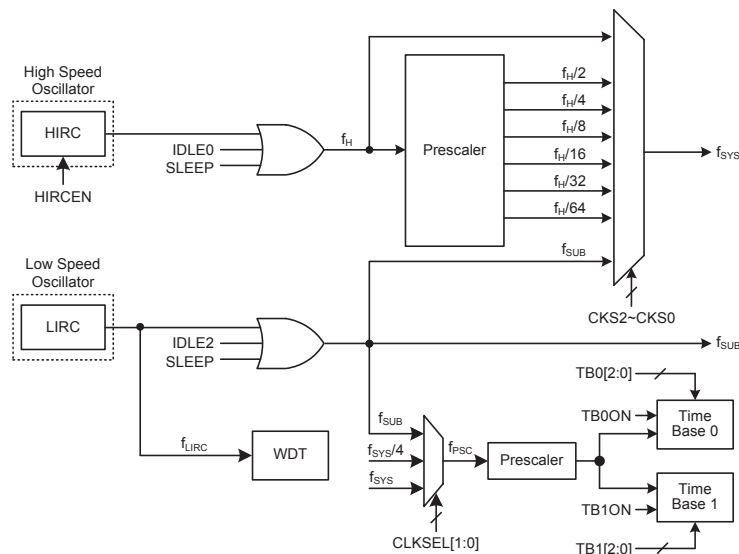 High Speed
Oscillator
HIRC
HIRCEN
IDLE0
SLEEP
fH
Prescaler
fH/2
fH/4
fH/8
fH/16
fH/32
fH/64
fSUB
fSYS
CKS2~CKS0
Low Speed
Oscillator
LIRC
IDLE2
SLEEP
fSUB
fLIRC
WDT
fSUB
fSYS/4
fSYS
fPSC
CLKSEL[1:0]
Prescaler
TB0[2:0]
TB0ON
Time
Base 0
TB1ON
Time
Base 1
TB1[2:0]